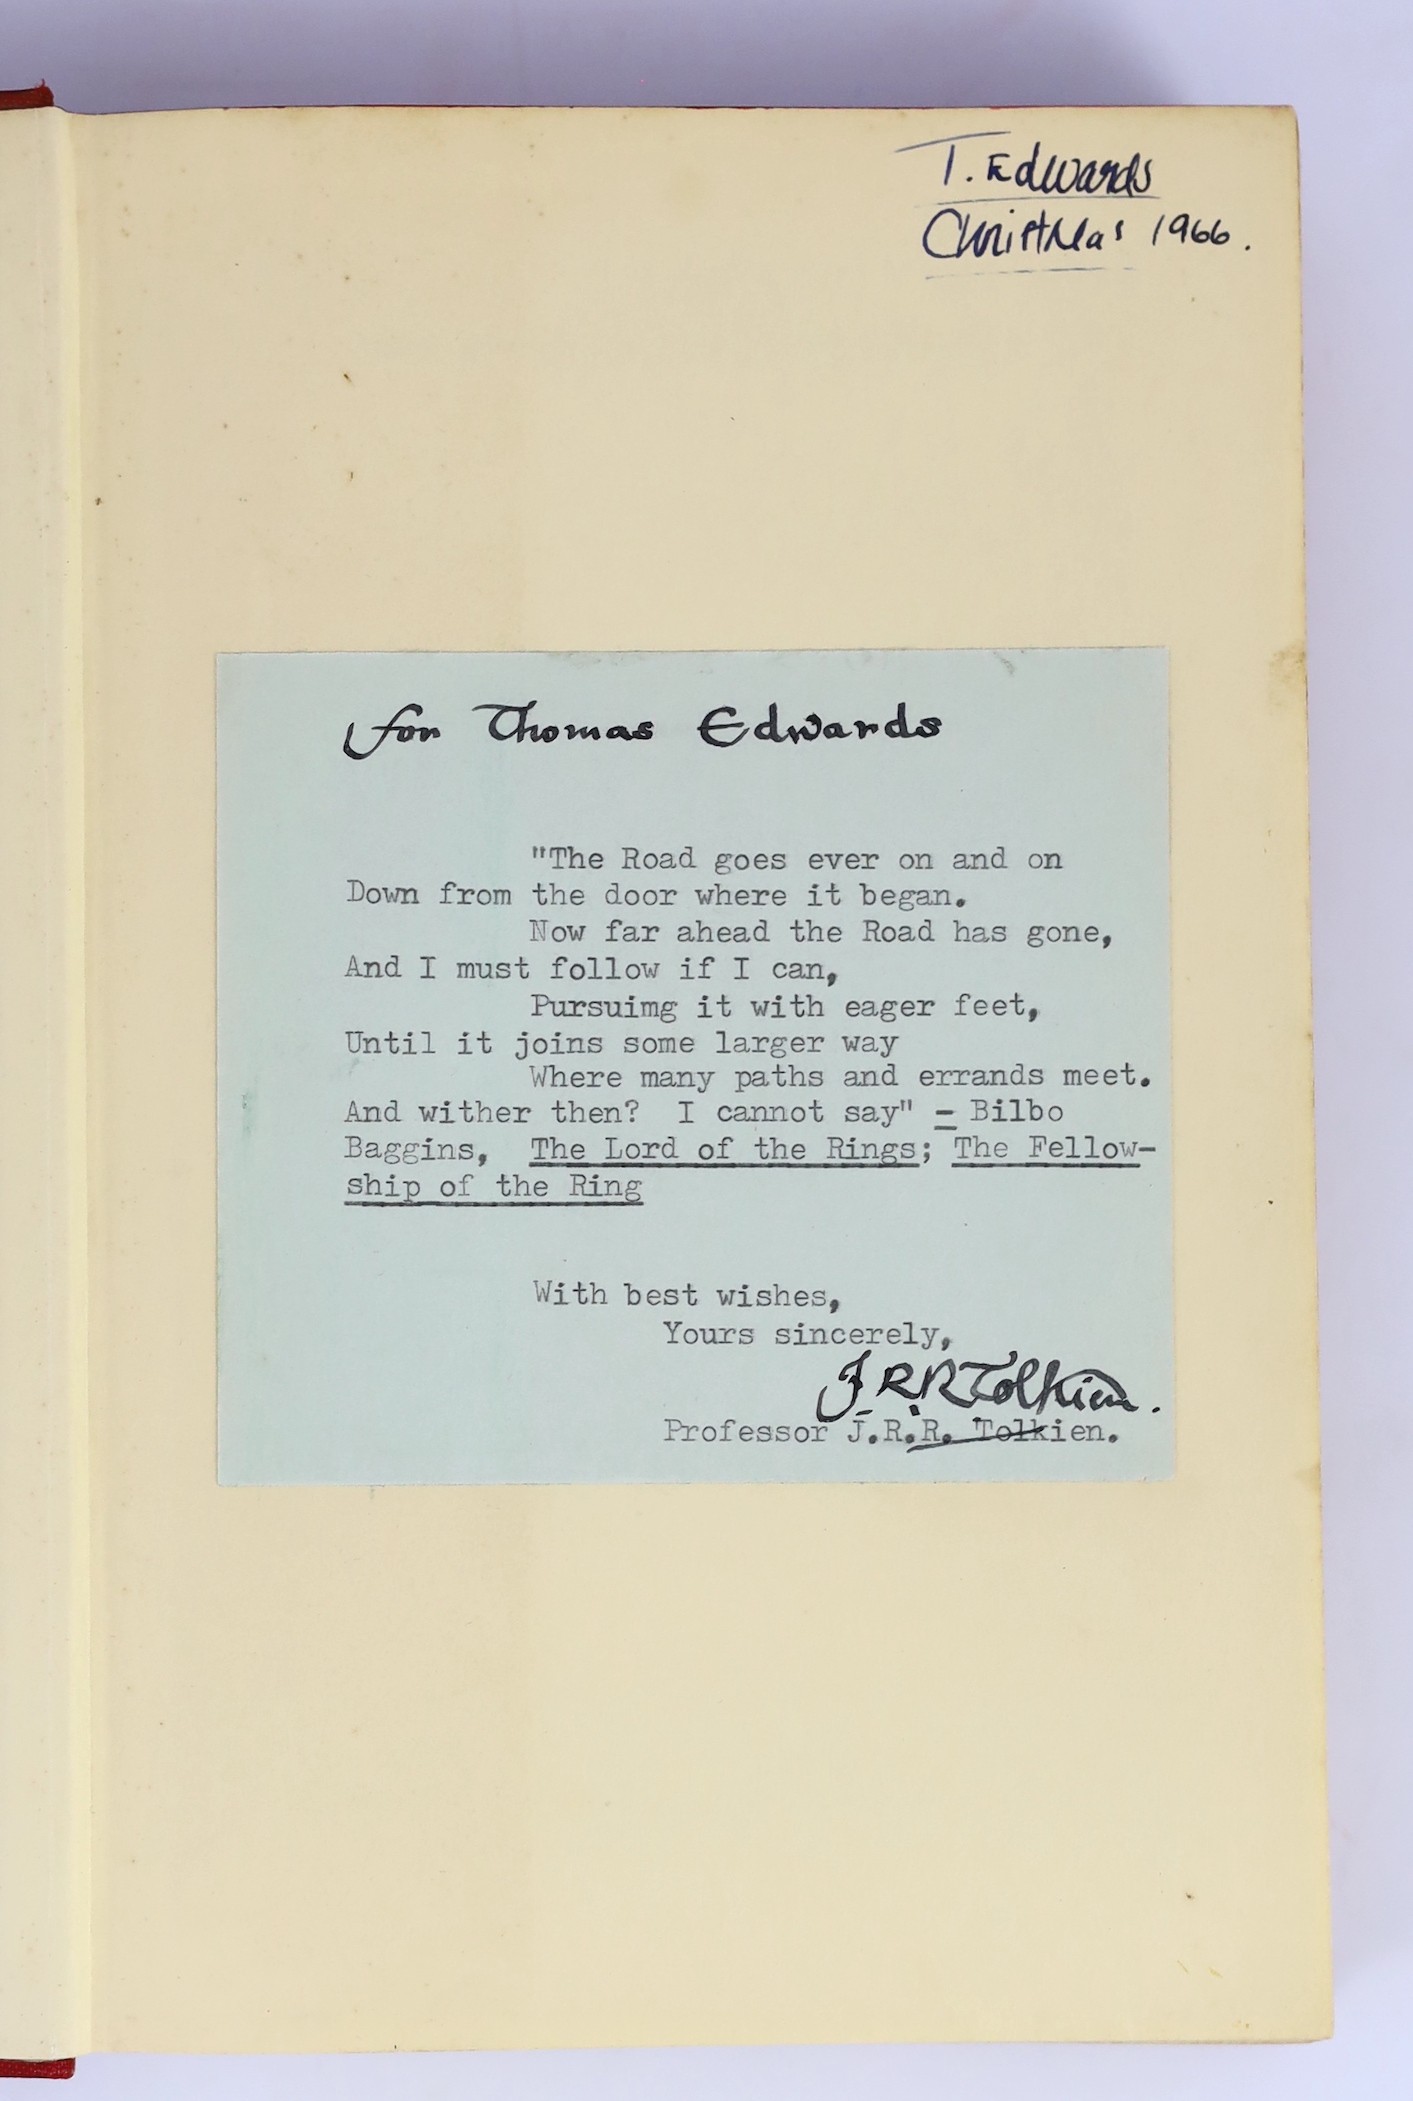 T. Edwards
Christmas 1966.
for Thomas Edwards
"The Road goes ever on and on
Down from the door where it began.
Now far ahead the Road has gone,
And I must follow if I can,
Pursuimg it with eager feet,
Until it joins some larger way
Where many paths and errands meet.
And wither then?  I cannot say" - Bilbo
Baggins,  The Lord of the Rings; The Fellow-
ship of the Ring
With best wishes,
Yours sincerely,
JRRTolkien.
Professor J.R.R. Tolkien.